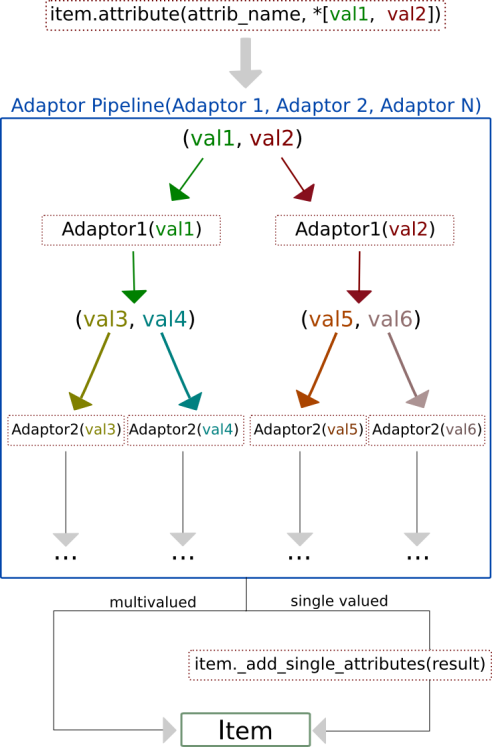 item.attribute(attrib_name, *[val1, val2])
Adaptor Pipeline(Adaptor 1, Adaptor 2, Adaptor N)
(val1, val2)
Adaptor1(val1)
Adaptor1(val2)
(val3, val4)
(val5, val6)
Adaptor2(val3)
Adaptor2(val4)
Adaptor2(val5)
Adaptor2(val6)
...
...
...
...
multivalued
single valued
item._add_single_attributes(result)
Item